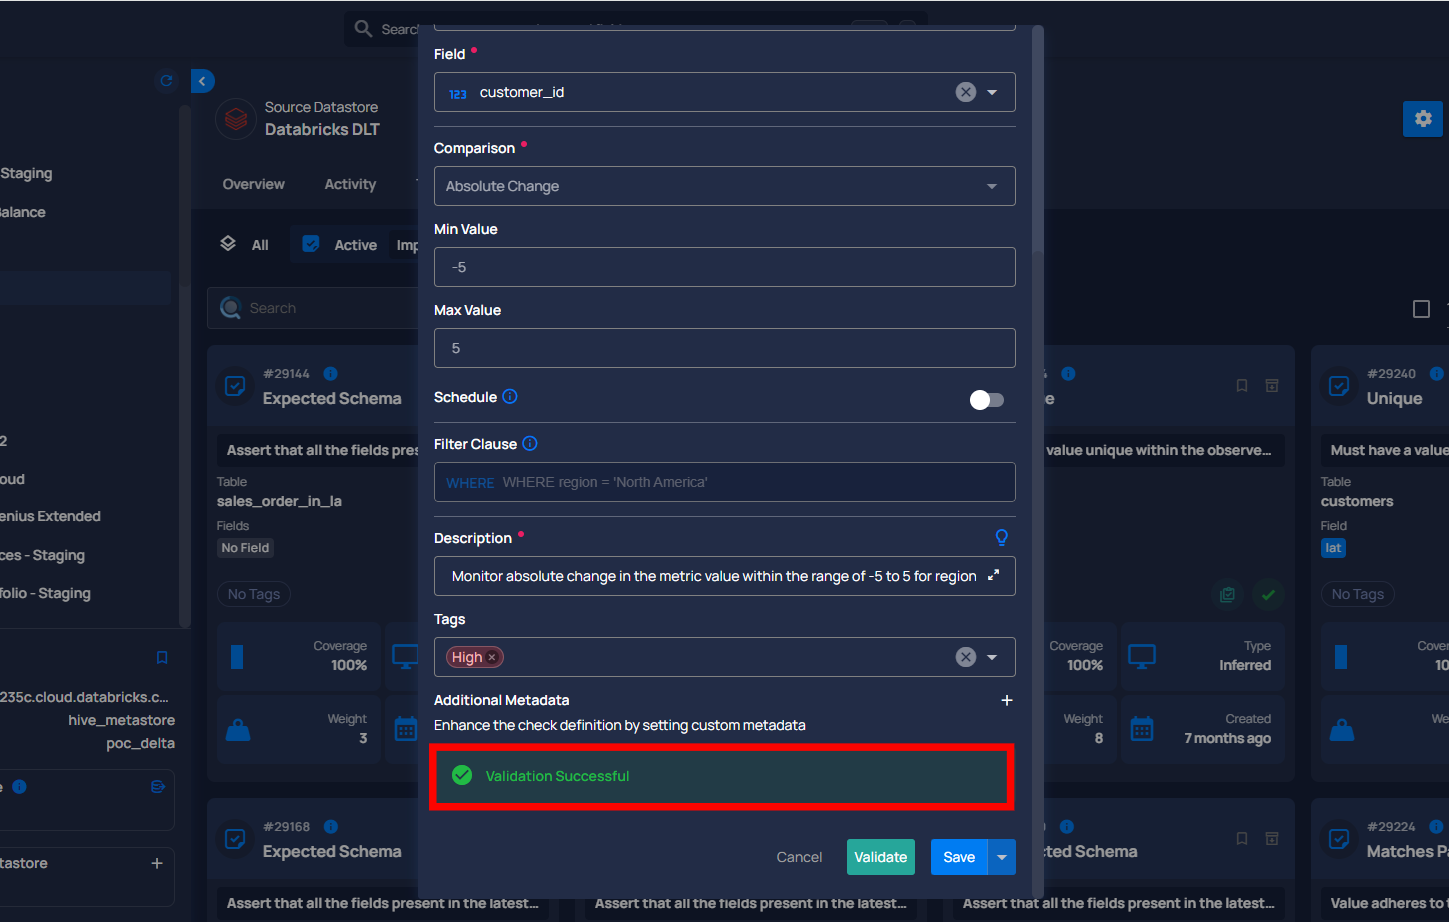 Search
Source Datastore
Databricks DLT
Overview
Activity
All
Active
Imp
Search
Staging
Balance
2
oud
enius Extended
ces - Staging
folio - Staging
235c.cloud.databricks.c...
hive_metastore
poc_delta
e
tastore
+
Field •
123 customer_id
Comparison •
Absolute Change
Min Value
-5
Max Value
5
Schedule
Filter Clause
WHERE WHERE region = 'North America'
Description •
Monitor absolute change in the metric value within the range of -5 to 5 for region
Tags
High ×
Additional Metadata +
Enhance the check definition by setting custom metadata
Validation Successful
Cancel
Validate
Save
#29144
Expected Schema
Assert that all the fields pres
Table
sales_order_in_la
Fields
No Field
No Tags
Coverage
100%
Weight
3
4
e
value unique within the observe...
Coverage
100%
Type
Inferred
Weight
8
Created
7 months ago
#29240
Unique
Must have a value
Table
customers
Field
lat
No Tags
Cover
10
We
#29168
Expected Schema
Assert that all the fields present in the latest...
Assert that all the fields present in the latest...
cted Schema
Assert that all the fields present in the latest...
#29224
Matches Pa
Value adheres to t